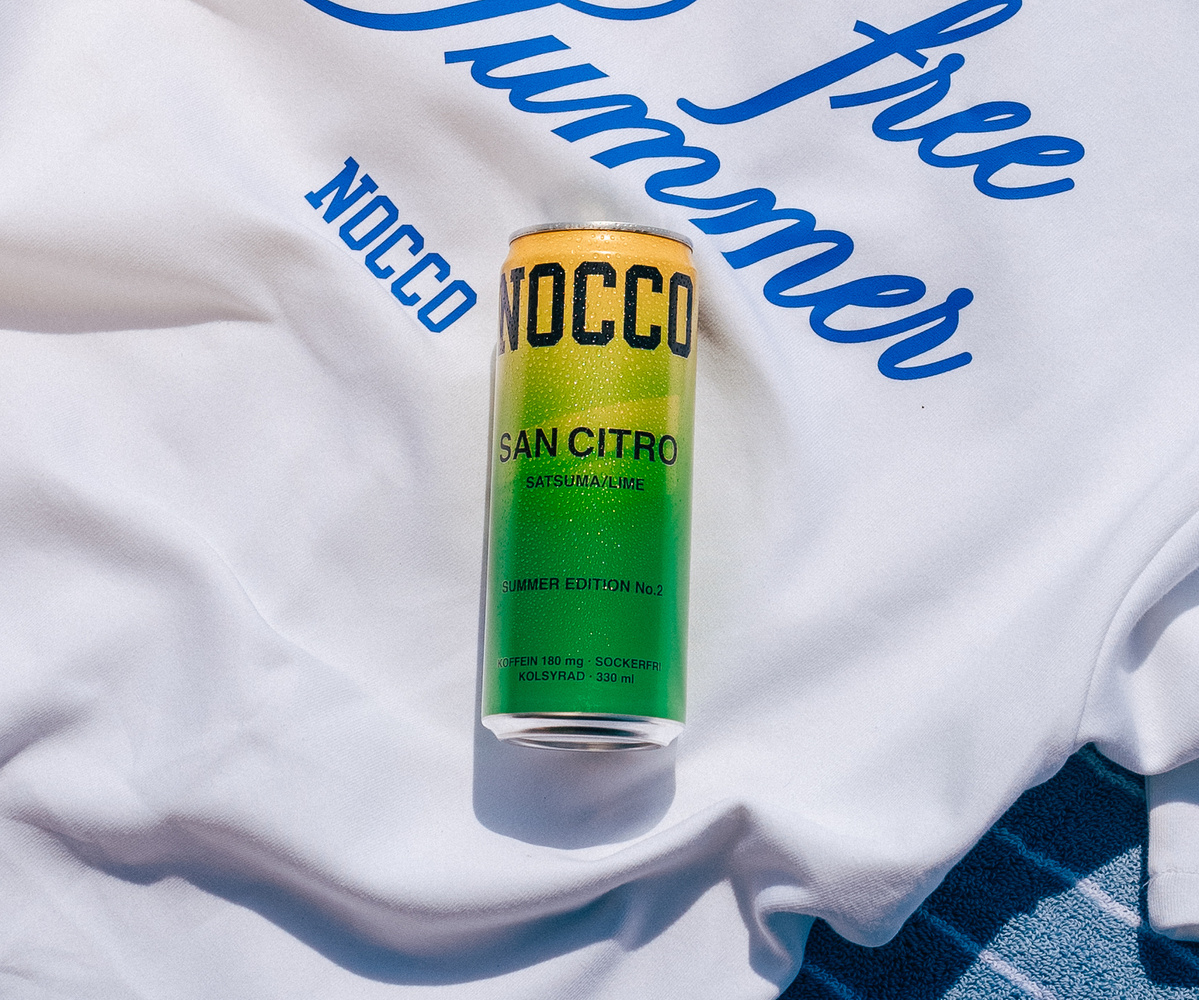 free
Summer
NOCCO
NOCCO
SAN CITRO
SATSUMA/LIME
SUMMER EDITION No.2
KOFFEIN 180 mg · SOCKERFRI
KOLSYRAD · 330 ml